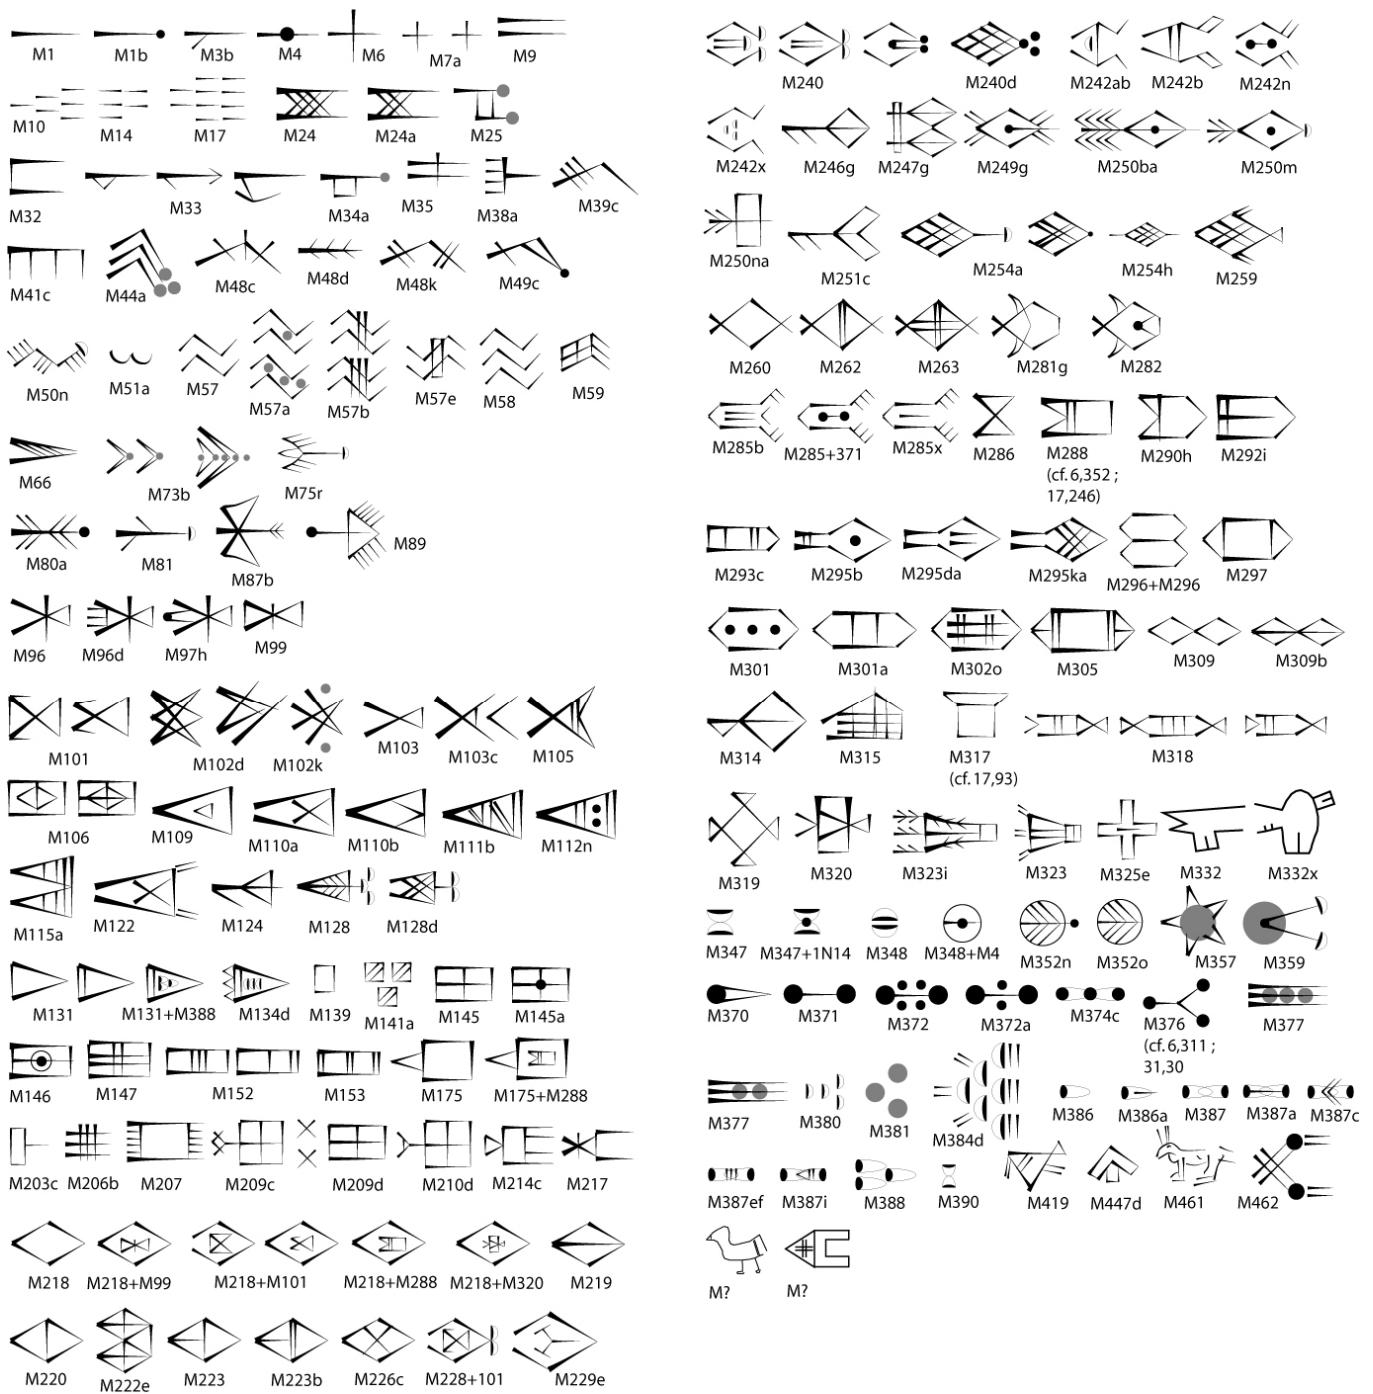 M1 M1b M3b M4 M6 M7a M9
M10 M14 M17 M24 M24a M25
M32 M33 M34a M35 M38a M39c
M41c M44a M48c M48d M48k M49c
M50n M51a M57 M57a M57b M57e M58 M59
M66 M73b M75r
M80a M81 M87b M89
M96 M96d M97h M99
M101 M102d M102k M103 M103c M105
M106 M109 M110a M110b M111b M112n
M115a M122 M124 M128 M128d
M131 M131+M388 M134d M139 M141a M145 M145a
M146 M147 M152 M153 M175 M175+M288
M203c M206b M207 M209c M209d M210d M214c M217
M218 M218+M99 M218+M101 M218+M288 M218+M320 M219
M220 M222e M223 M223b M226c M228+101 M229e
M240 M240d M242ab M242b M242n
M242x M246g M247g M249g M250ba M250m
M250na M251c M254a M254h M259
M260 M262 M263 M281g M282
M285b M285+371 M285x M286 M288 M290h M292i
(cf. 6,352 ;
17,246)
M293c M295b M295da M295ka M296+M296 M297
M301 M301a M302o M305 M309 M309b
M314 M315 M317 M318
(cf. 17,93)
M319 M320 M323i M323 M325e M332 M332x
M347 M347+1N14 M348 M348+M4 M352n M352o M357 M359
M370 M371 M372 M372a M374c M376 M377
(cf. 6,311 ;
31,30
M377 M380 M381 M384d M386 M386a M387 M387a M387c
M387ef M387i M388 M390 M419 M447d M461 M462
M? M?